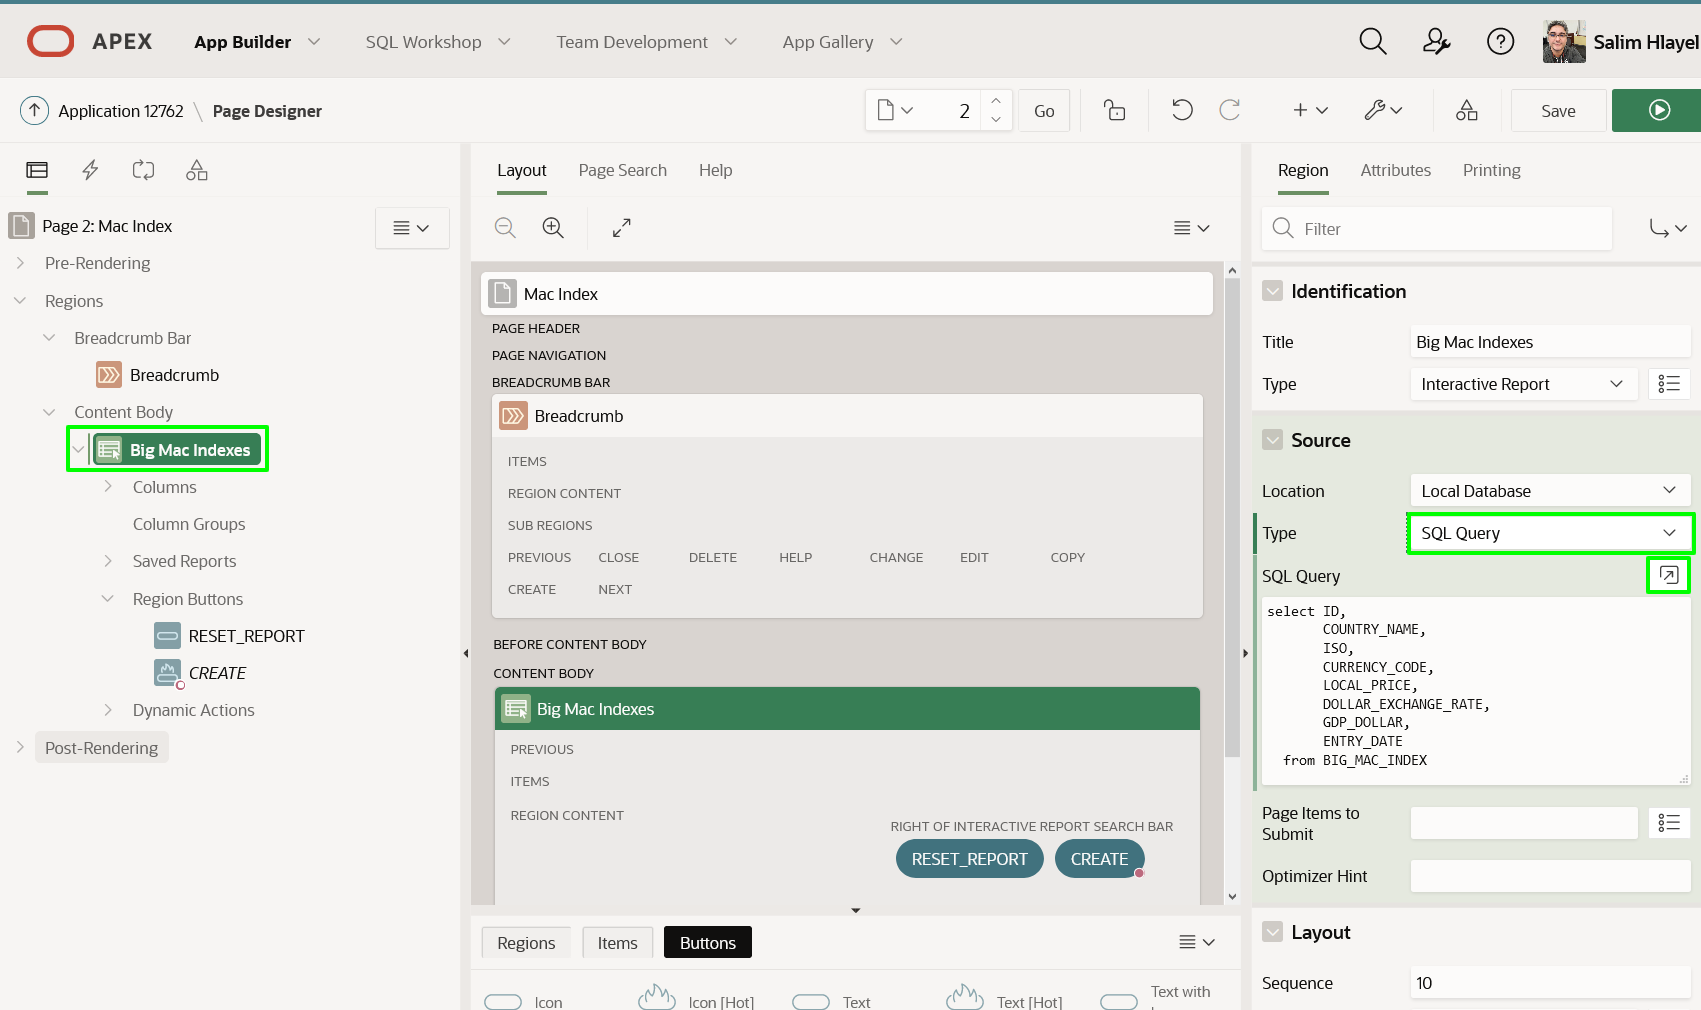 APEX App Builder SQL Workshop Team Development App Gallery Salim Hlayel
Application 12762 \ Page Designer 2 Go Save
Page 2: Mac Index
Pre-Rendering
Regions
Breadcrumb Bar
Breadcrumb
Content Body
Big Mac Indexes
Columns
Column Groups
Saved Reports
Region Buttons
RESET_REPORT
CREATE
Dynamic Actions
Post-Rendering
Layout Page Search Help
Mac Index
PAGE HEADER
PAGE NAVIGATION
BREADCRUMB BAR
Breadcrumb
ITEMS
REGION CONTENT
SUB REGIONS
PREVIOUS CLOSE DELETE HELP CHANGE EDIT COPY
CREATE NEXT
BEFORE CONTENT BODY
CONTENT BODY
Big Mac Indexes
PREVIOUS
ITEMS
REGION CONTENT
RIGHT OF INTERACTIVE REPORT SEARCH BAR
RESET_REPORT CREATE
Regions Items Buttons
Icon Icon [Hot] Text Text [Hot] Text with
Region Attributes Printing
Filter
Identification
Title Big Mac Indexes
Type Interactive Report
Source
Location Local Database
Type SQL Query
SQL Query
select ID,
COUNTRY_NAME,
ISO,
CURRENCY_CODE,
LOCAL_PRICE,
DOLLAR_EXCHANGE_RATE,
GDP_DOLLAR,
ENTRY_DATE
from BIG_MAC_INDEX
Page Items to
Submit
Optimizer Hint
Layout
Sequence 10